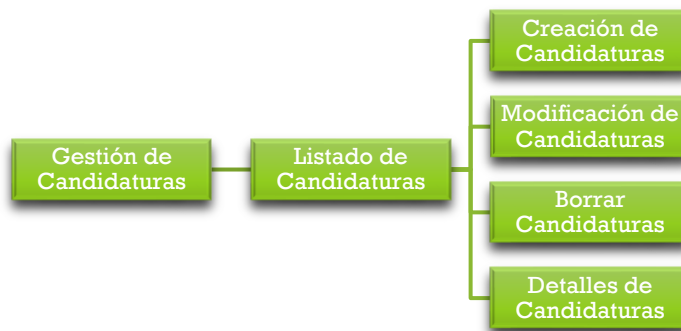 Gestión de
Candidaturas
Listado de
Candidaturas
Creación de
Candidaturas
Modificación de
Candidaturas
Borrar
Candidaturas
Detalles de
Candidaturas